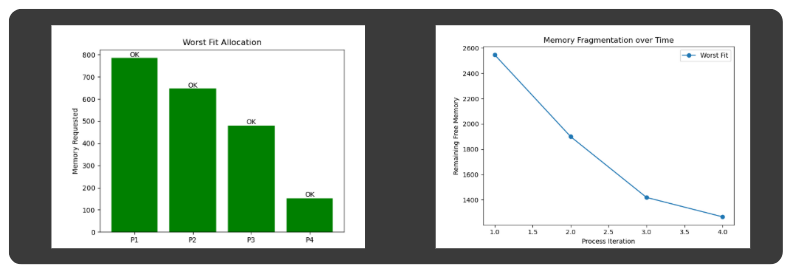 Worst Fit Allocation
Memory Requested
800
700
600
500
400
300
200
100
0
OK
OK
OK
OK
P1
P2
P3
P4
Memory Fragmentation over Time
Worst Fit
Remaining Free Memory
2600
2400
2200
2000
1800
1600
1400
1.0
1.5
2.0
2.5
3.0
3.5
4.0
Process Iteration